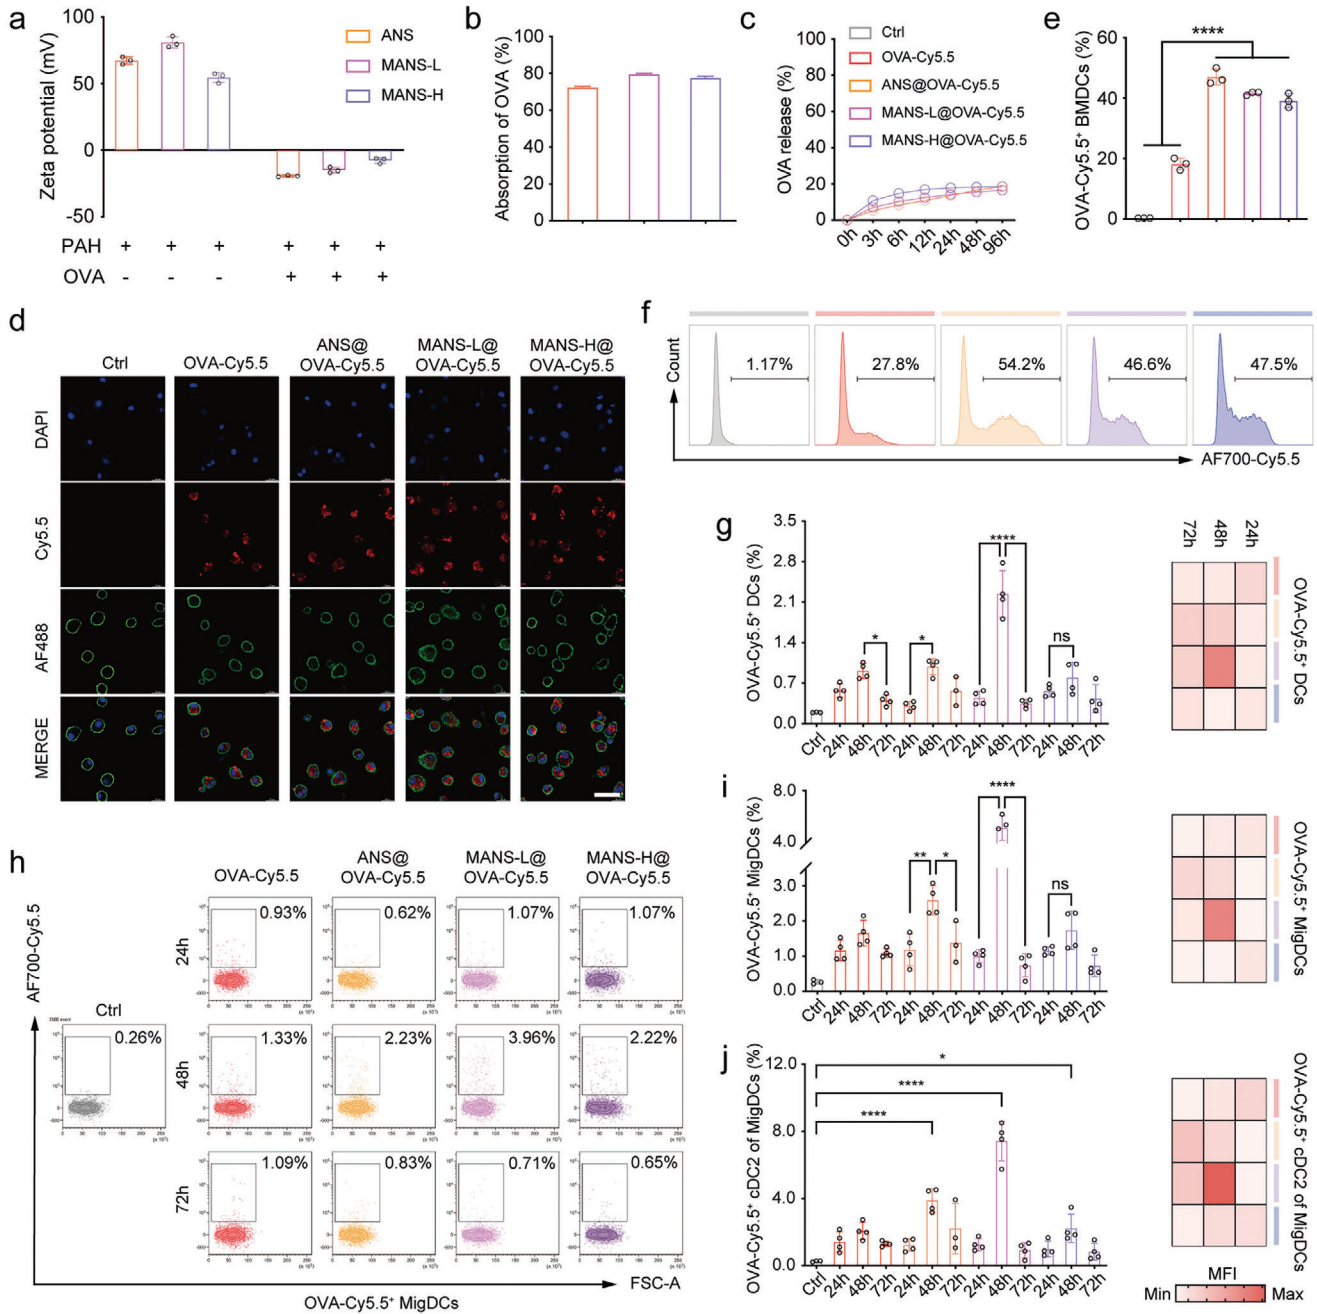 a
Zeta potential (mV)
100
50
0
-50
ANS
MANS-L
MANS-H
PAH + + + + + +
OVA - - - + + +
b
Absorption of OVA (%)
100
80
60
40
20
0
c
OVA release (%)
100
80
60
40
20
0
0h 3h 6h 12h 24h 48h 96h
Ctrl
OVA-Cy5.5
ANS@OVA-Cy5.5
MANS-L@OVA-Cy5.5
MANS-H@OVA-Cy5.5
e
OVA-Cy5.5⁺ BMDCs (%)
60
40
20
0
****
d
Ctrl
OVA-Cy5.5
ANS@
OVA-Cy5.5
MANS-L@
OVA-Cy5.5
MANS-H@
OVA-Cy5.5
DAPI
Cy5.5
AF488
MERGE
f
Count
1.17% 27.8% 54.2% 46.6% 47.5%
AF700-Cy5.5
g
OVA-Cy5.5⁺ DCs (%)
3.5
2.8
2.1
1.4
0.7
0.0
* * **** ns
Ctrl 24h 48h 72h 24h 48h 72h 24h 48h 72h 24h 48h 72h
72h 48h 24h
OVA-Cy5.5⁺ DCs
h
AF700-Cy5.5
OVA-Cy5.5
ANS@
OVA-Cy5.5
MANS-L@
OVA-Cy5.5
MANS-H@
OVA-Cy5.5
24h
0.93% 0.62% 1.07% 1.07%
Ctrl
0.26%
48h
1.33% 2.23% 3.96% 2.22%
72h
1.09% 0.83% 0.71% 0.65%
FSC-A
OVA-Cy5.5⁺ MigDCs
i
OVA-Cy5.5⁺ MigDCs (%)
8.0
4.0
3.0
2.0
1.0
0.0
** * **** ns
Ctrl 24h 48h 72h 24h 48h 72h 24h 48h 72h 24h 48h 72h
OVA-Cy5.5⁺ MigDCs
j
OVA-Cy5.5⁺ cDC2 of MigDCs (%)
12.0
8.0
4.0
0.0
*
****
****
Ctrl 24h 48h 72h 24h 48h 72h 24h 48h 72h 24h 48h 72h
OVA-Cy5.5⁺ cDC2 of MigDCs
MFI
Min Max